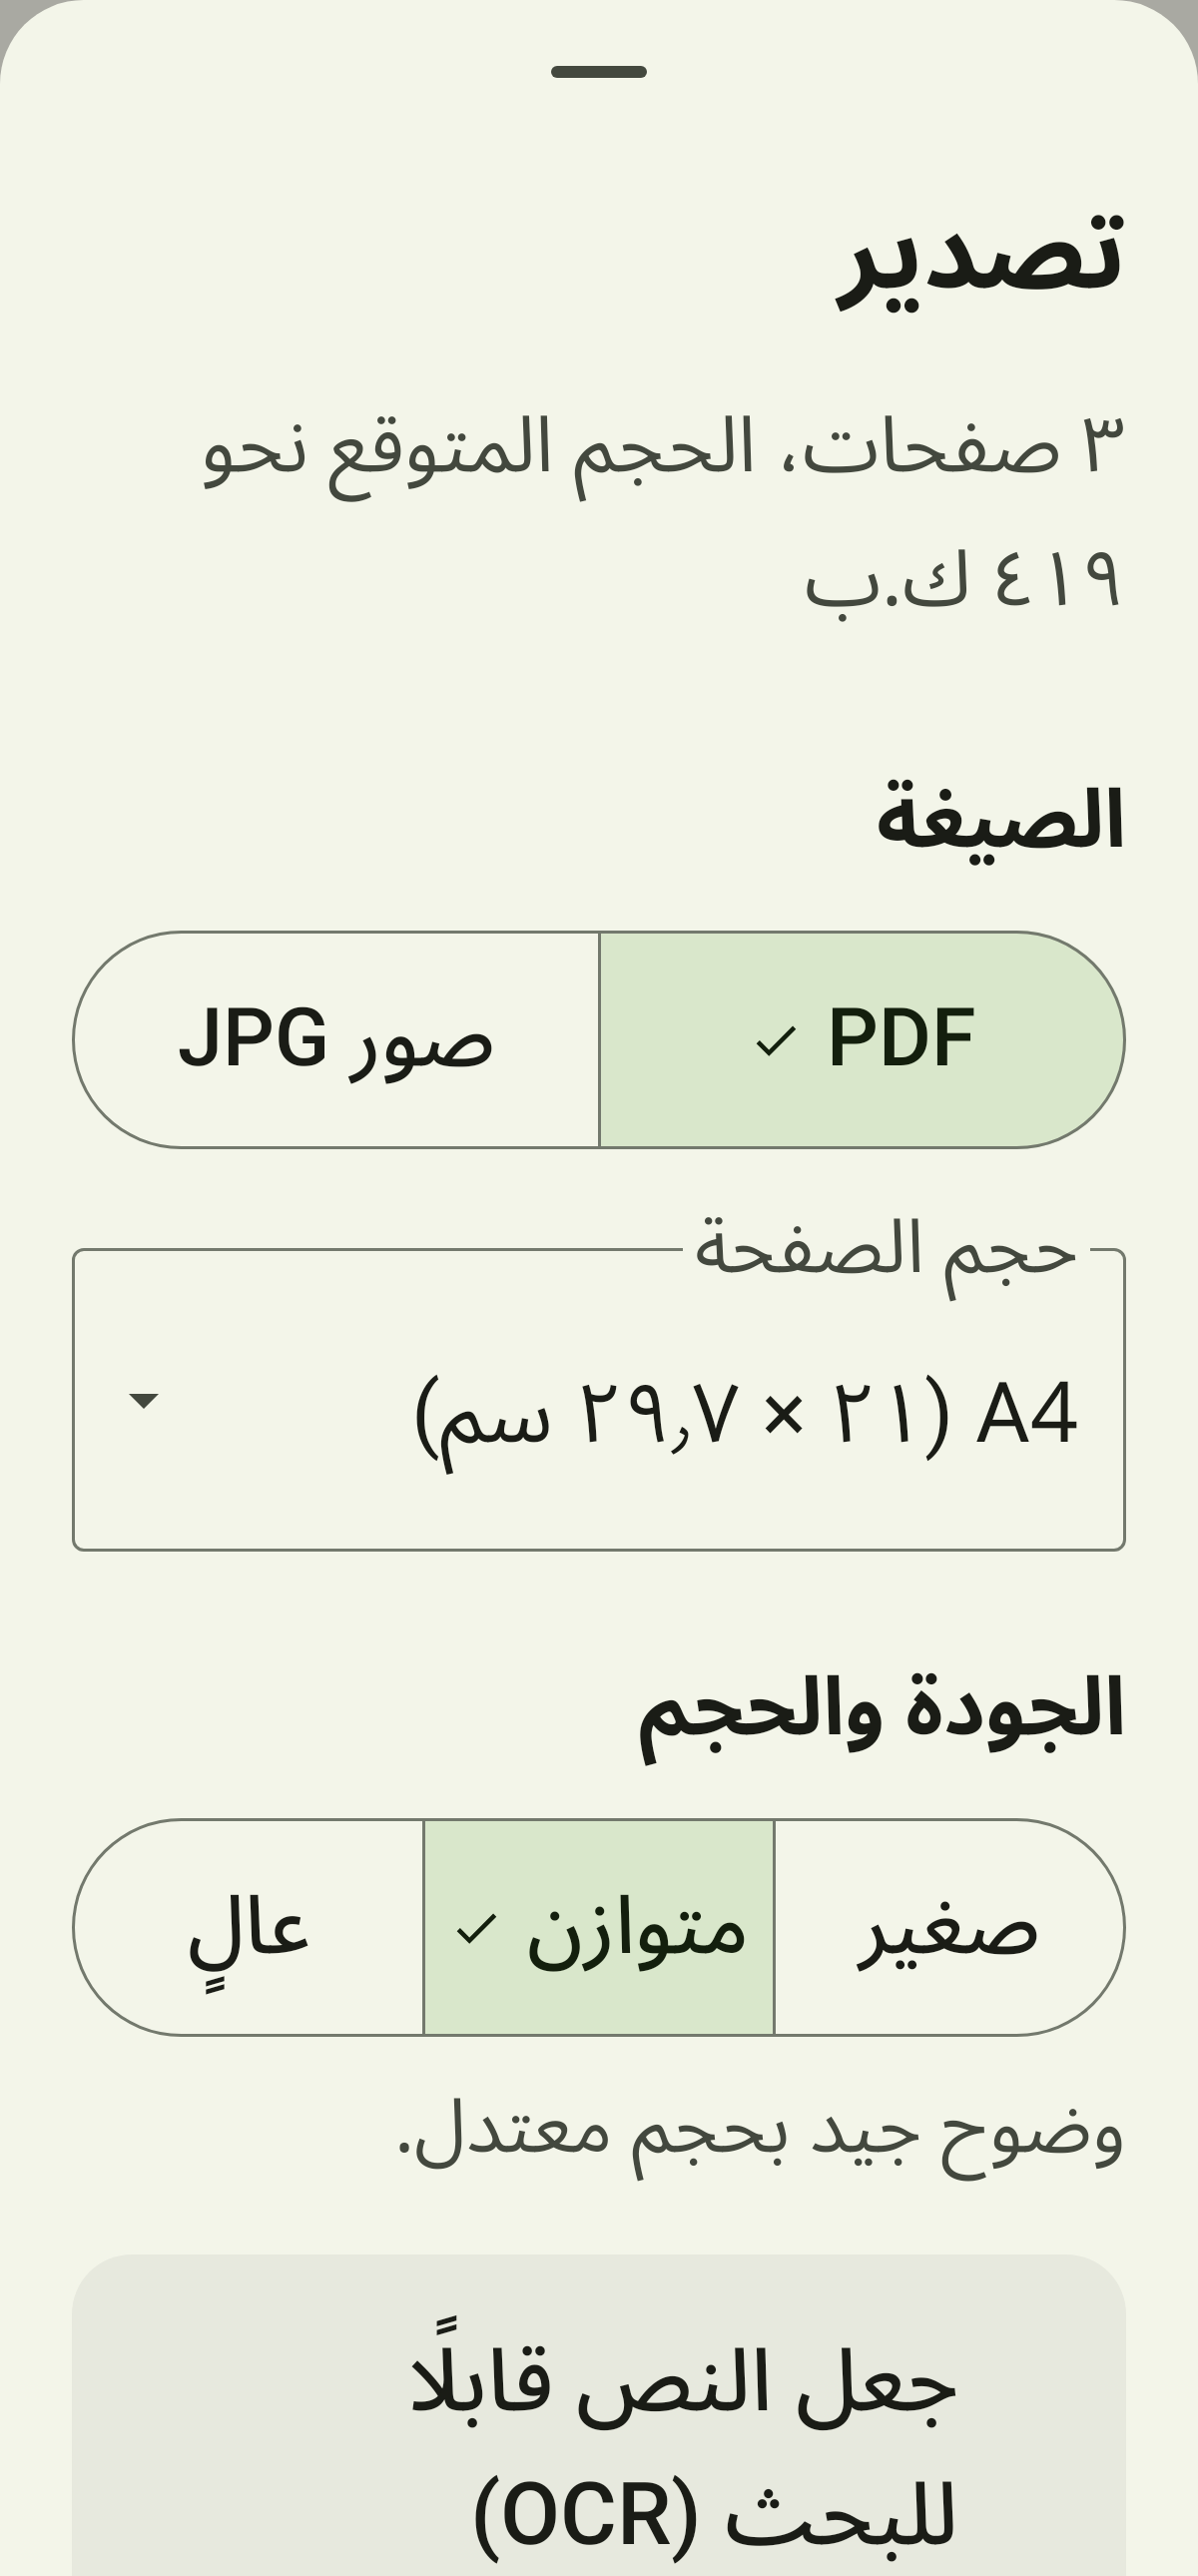 تصدير
٣ صفحات، الحجم المتوقع نحو
٤١٩ ك.ب
الصيغة
PDF
صور JPG
حجم الصفحة
A4 (٢١ × ٢٩٫٧ سم)
الجودة والحجم
صغير
متوازن
عالٍ
وضوح جيد بحجم معتدل.
جعل النص قابلًا
للبحث (OCR)